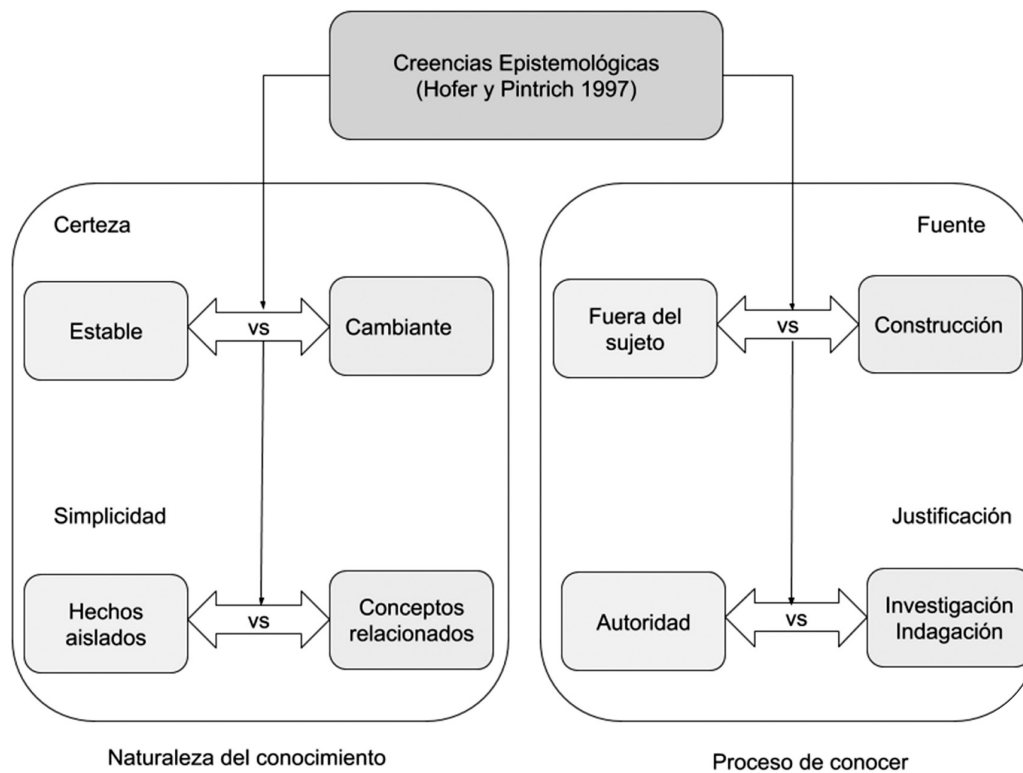 Creencias Epistemológicas
(Hofer y Pintrich 1997)
Certeza
Estable
vs
Cambiante
Simplicidad
Hechos
aislados
vs
Conceptos
relacionados
Naturaleza del conocimiento
Fuente
Fuera del
sujeto
vs
Construcción
Justificación
Autoridad
vs
Investigación
Indagación
Proceso de conocer